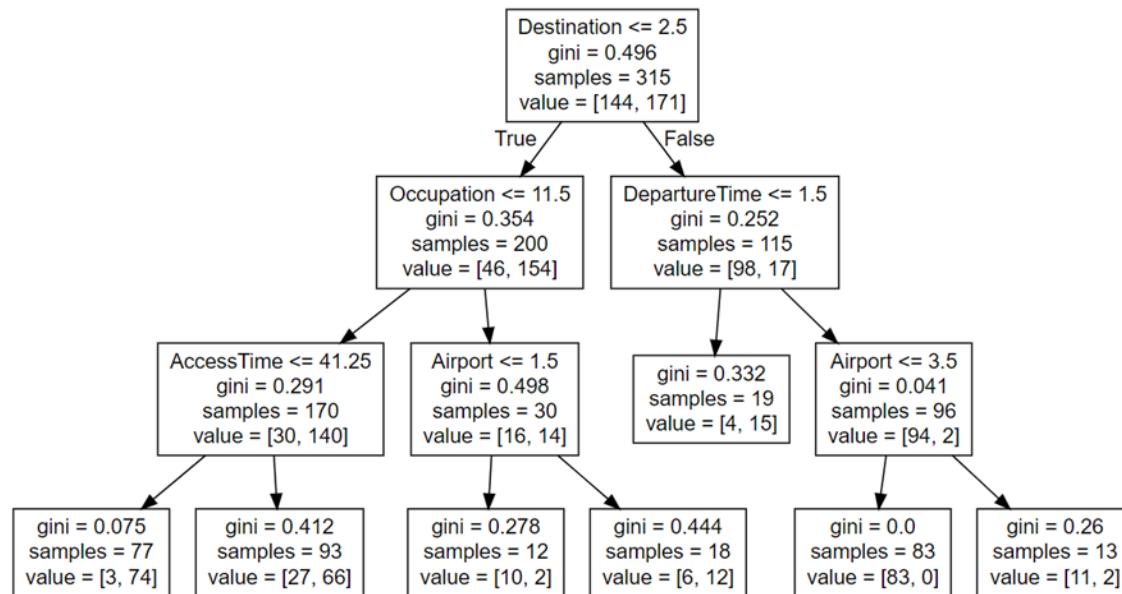 Destination <= 2.5
gini = 0.496
samples = 315
value = [144, 171]
True
False
Occupation <= 11.5
gini = 0.354
samples = 200
value = [46, 154]
DepartureTime <= 1.5
gini = 0.252
samples = 115
value = [98, 17]
AccessTime <= 41.25
gini = 0.291
samples = 170
value = [30, 140]
Airport <= 1.5
gini = 0.498
samples = 30
value = [16, 14]
gini = 0.332
samples = 19
value = [4, 15]
Airport <= 3.5
gini = 0.041
samples = 96
value = [94, 2]
gini = 0.075
samples = 77
value = [3, 74]
gini = 0.412
samples = 93
value = [27, 66]
gini = 0.278
samples = 12
value = [10, 2]
gini = 0.444
samples = 18
value = [6, 12]
gini = 0.0
samples = 83
value = [83, 0]
gini = 0.26
samples = 13
value = [11, 2]